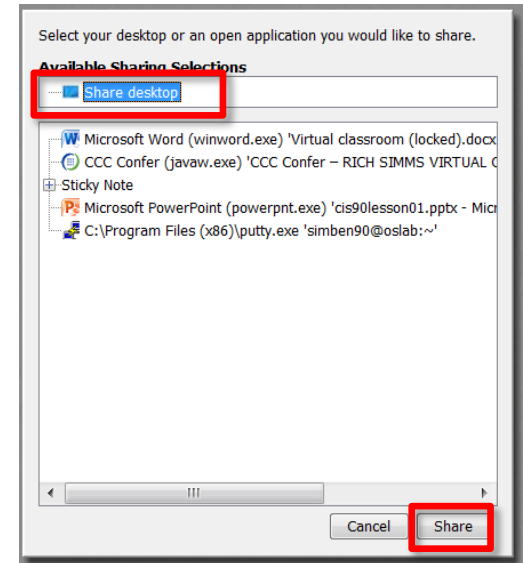 Select your desktop or an open application you would like to share.
Available Sharing Selections
Share desktop
Microsoft Word (winword.exe) 'Virtual classroom (locked).docx
CCC Confer (javaw.exe) 'CCC Confer – RICH SIMMS VIRTUAL
Sticky Note
Microsoft PowerPoint (powerpnt.exe) 'cis90lesson01.pptx - Micr
C:\Program Files (x86)\putty.exe 'simben90@oslab:~'
Cancel
Share